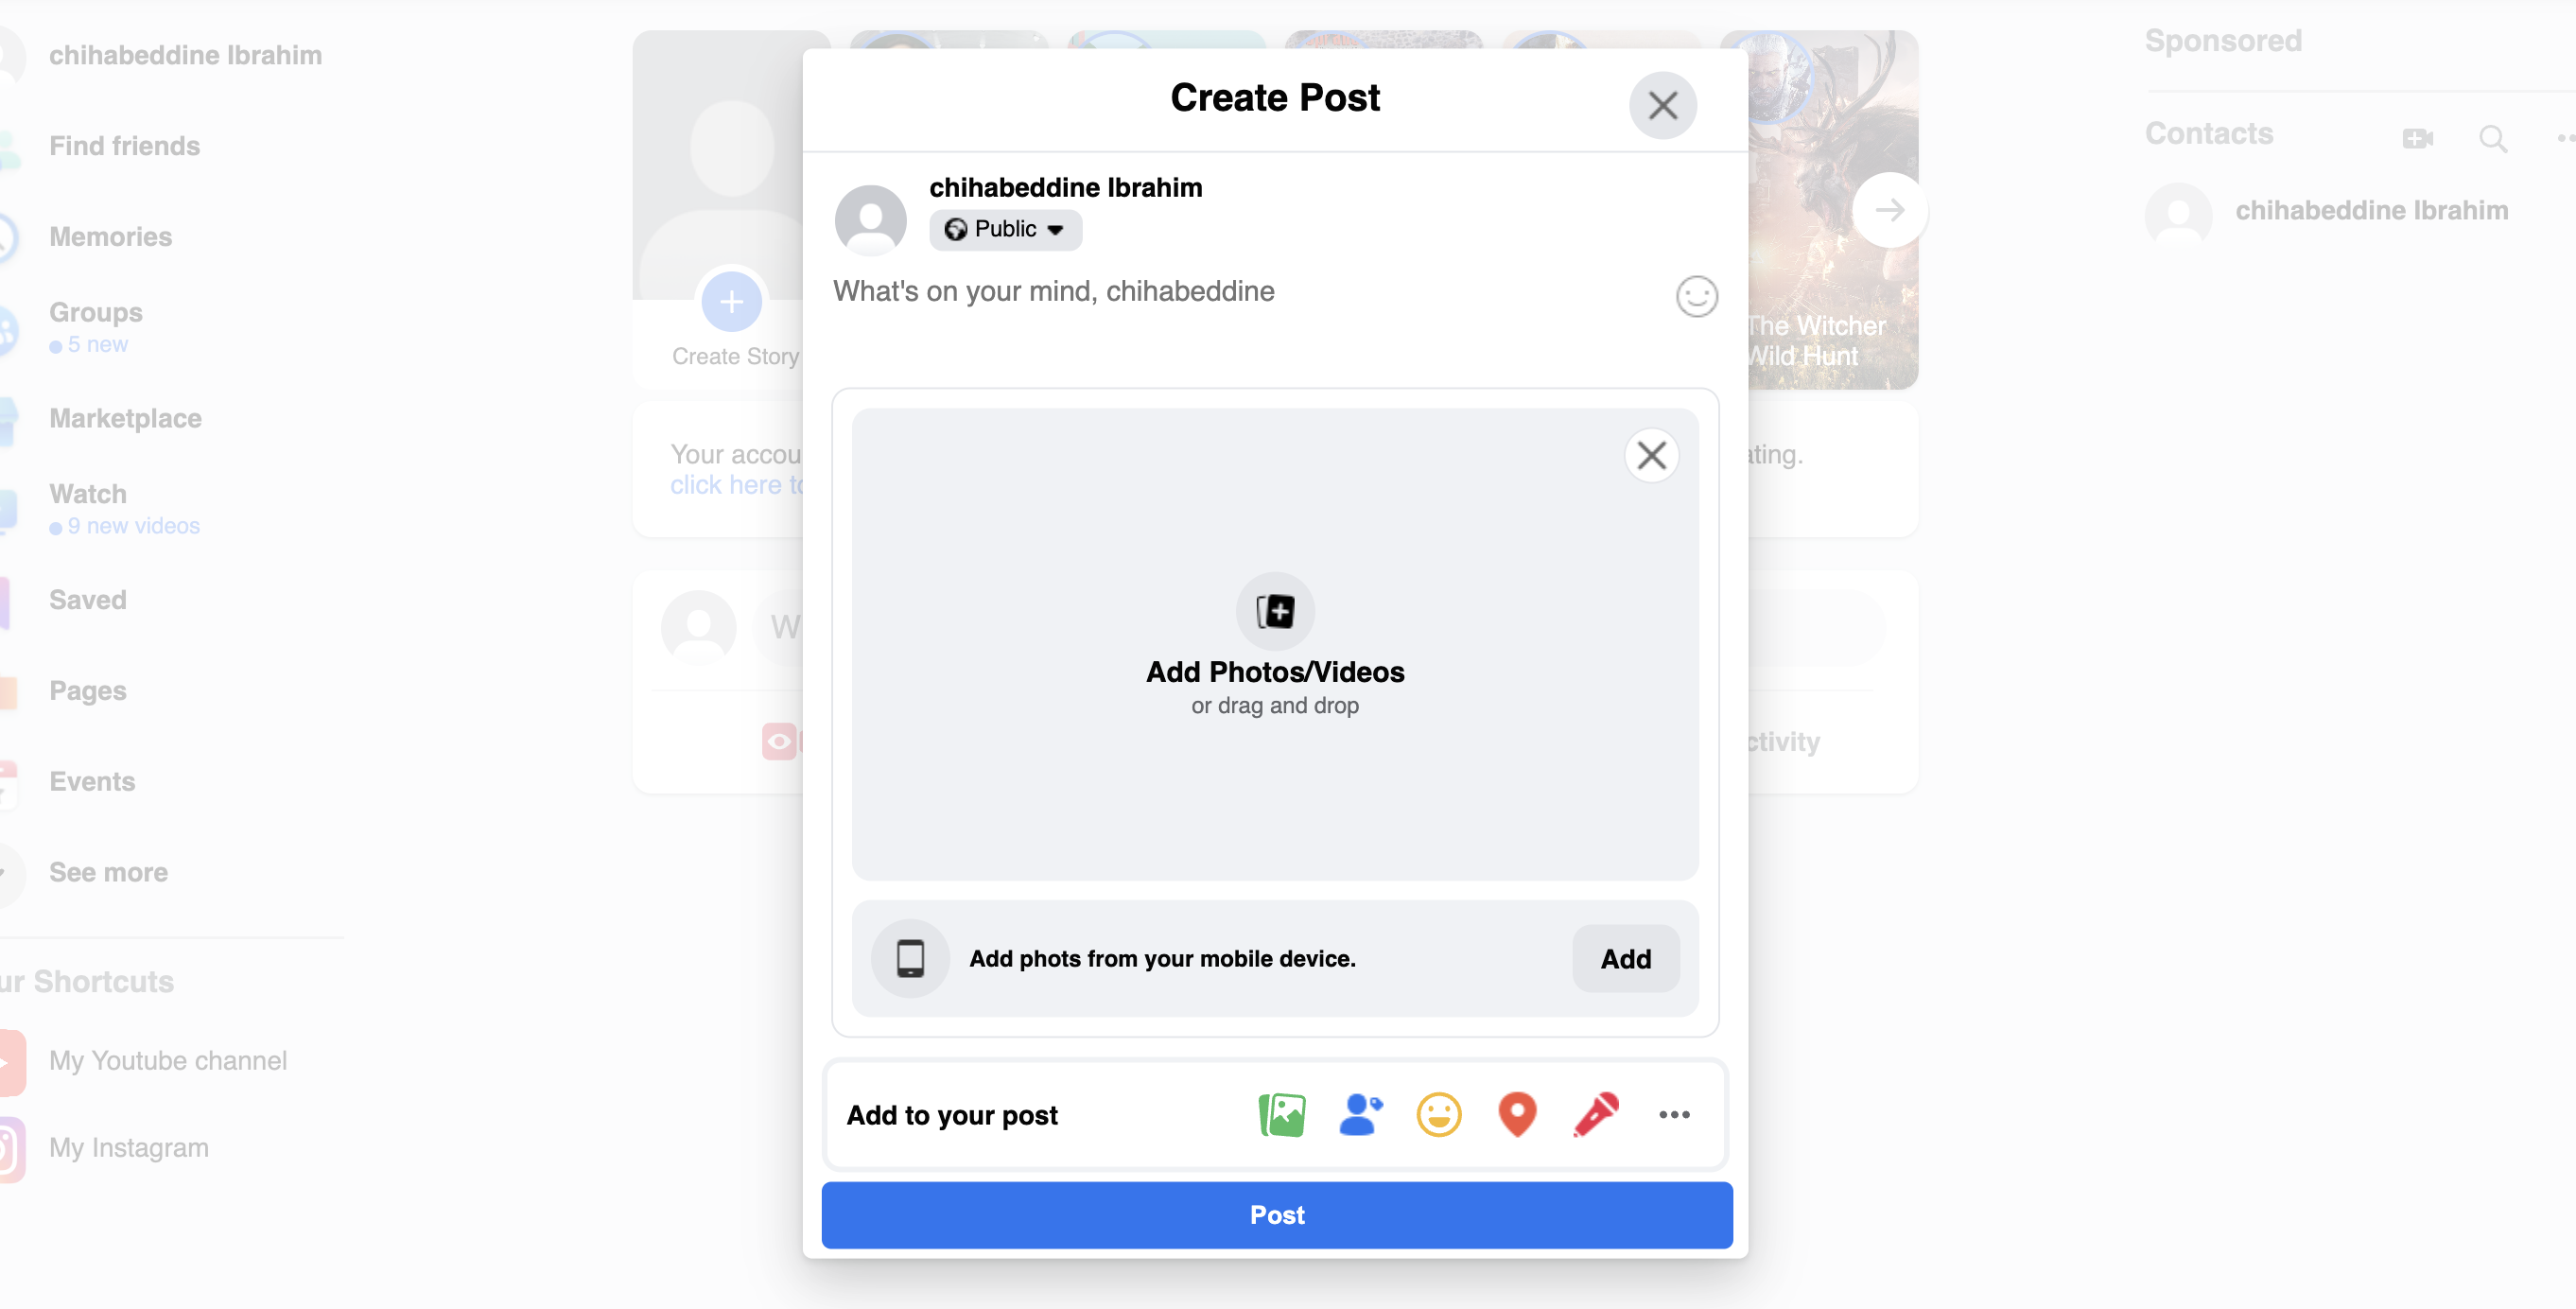 chihabeddine Ibrahim
Find friends
Memories
Groups
5 new
Marketplace
Watch
9 new videos
Saved
Pages
Events
See more
ur Shortcuts
My Youtube channel
My Instagram
Create Story
The Witcher
Wild Hunt
Your accou
click here to
ating.
W
ctivity
Create Post
chihabeddine Ibrahim
Public
What's on your mind, chihabeddine
Add Photos/Videos
or drag and drop
Add phots from your mobile device.
Add
Add to your post
Post
Sponsored
Contacts
chihabeddine Ibrahim